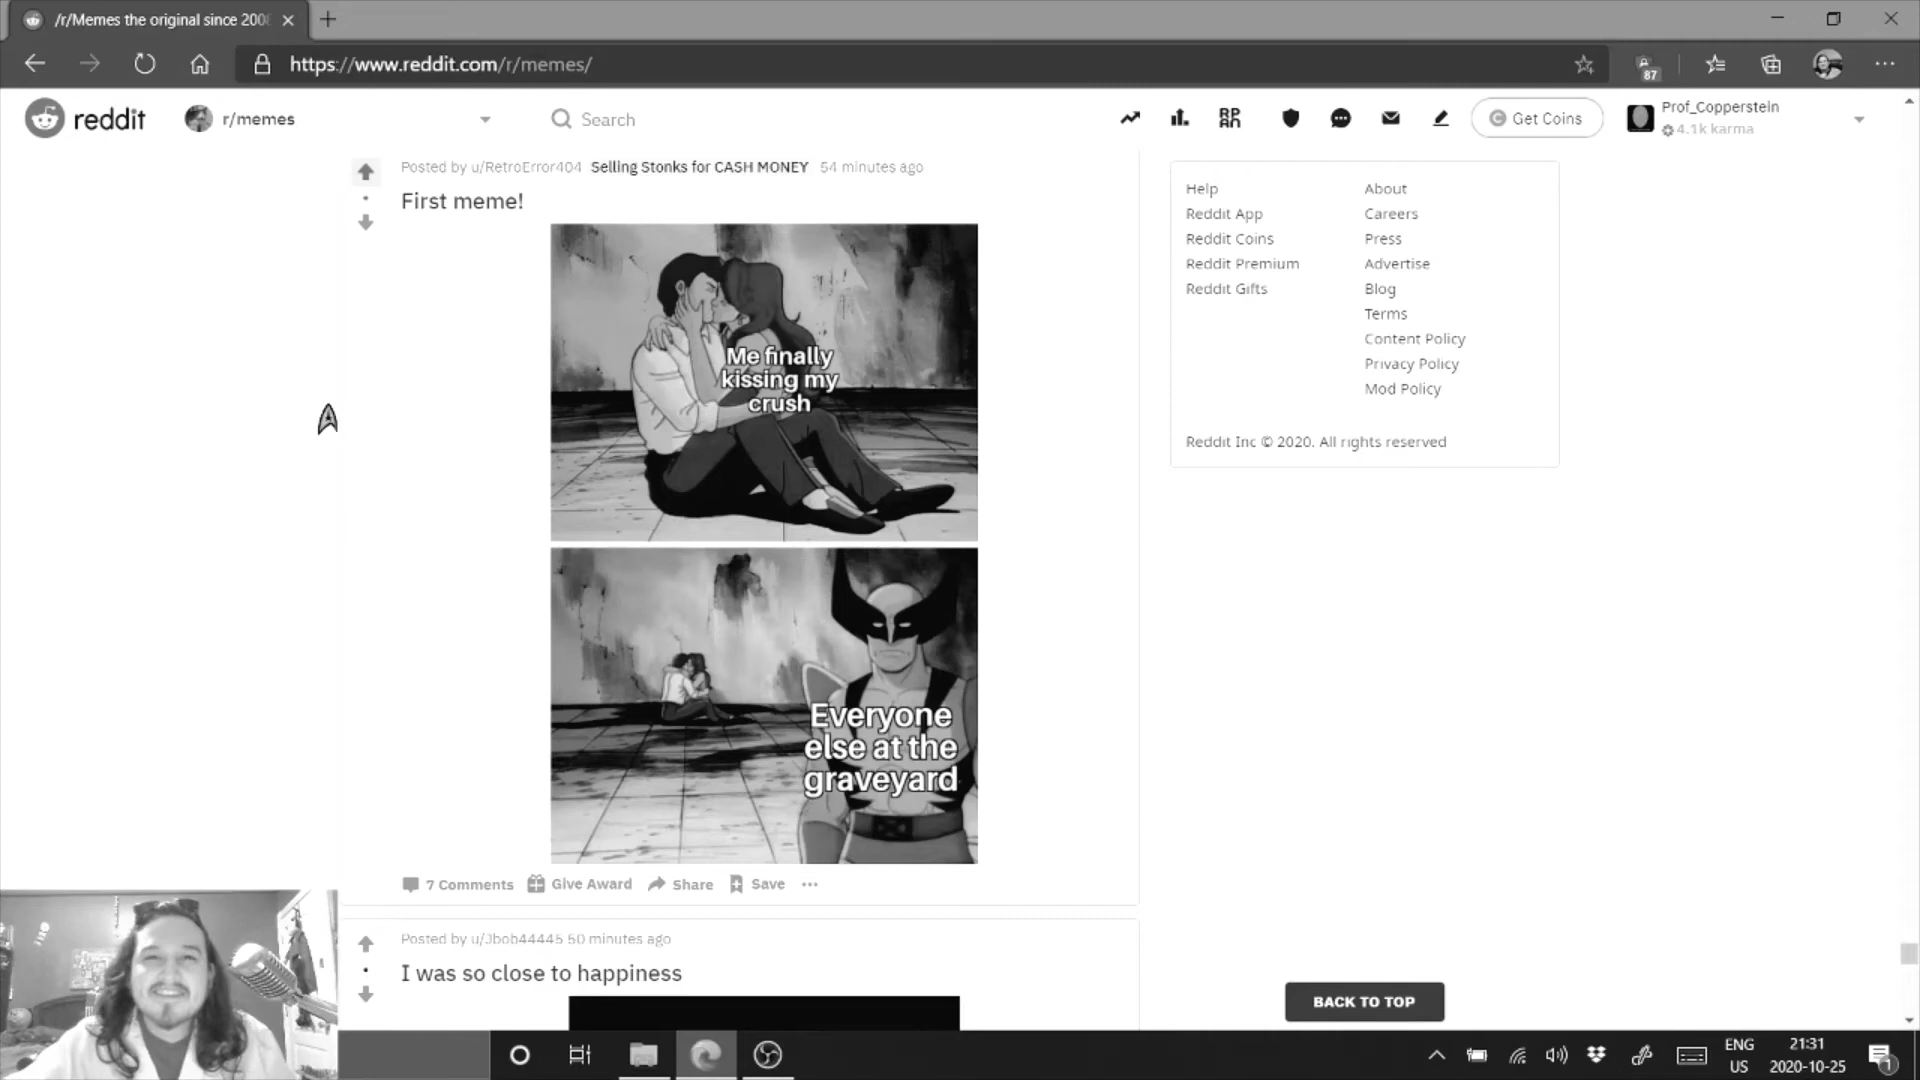 /r/Memes the original since 200
https://www.reddit.com/r/memes/
87
reddit
r/memes
Search
RPAN
Get Coins
Prof_Copperstein
4.1k karma
Posted by u/RetroError404 Selling Stonks for CASH MONEY 54 minutes ago
First meme!
Me finally
kissing my
crush
Everyone
else at the
graveyard
7 Comments
Give Award
Share
Save
Posted by u/Jbob44445 50 minutes ago
I was so close to happiness
Help
Reddit App
Reddit Coins
Reddit Premium
Reddit Gifts
About
Careers
Press
Advertise
Blog
Terms
Content Policy
Privacy Policy
Mod Policy
Reddit Inc © 2020. All rights reserved
BACK TO TOP
ENG
US
21:31
2020-10-25
1